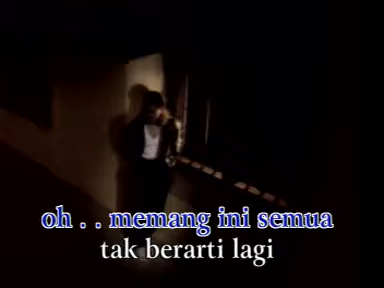 oh . . memang ini semua
tak berarti lagi